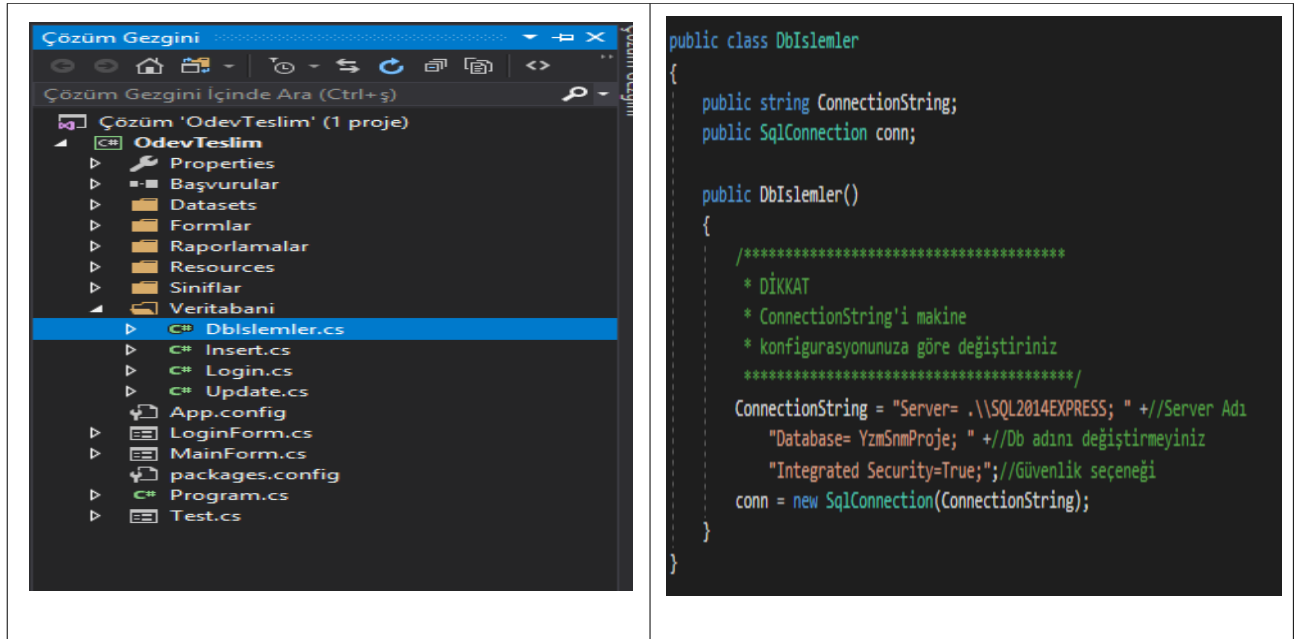 Çözüm Gezgini
Çözüm Gezgini İçinde Ara (Ctrl+ş)
Çözüm 'OdevTeslim' (1 proje)
C# OdevTeslim
Properties
Başvurular
Datasets
Formlar
Raporlamalar
Resources
Siniflar
Veritabani
C# DbIslemler.cs
C# Insert.cs
C# Login.cs
C# Update.cs
App.config
LoginForm.cs
MainForm.cs
packages.config
C# Program.cs
Test.cs
Çözüm Gezgini
public class DbIslemler
{
public string ConnectionString;
public SqlConnection conn;
public DbIslemler()
{
/***************************************
* DİKKAT
* ConnectionString'i makine
* konfigurasyonunuza göre değiştiriniz
****************************************/
ConnectionString = "Server= .\\SQL2014EXPRESS; " +//Server Adı
"Database= YzmSnmProje; " +//Db adını değiştirmeyiniz
"Integrated Security=True;";//Güvenlik seçeneği
conn = new SqlConnection(ConnectionString);
}
}